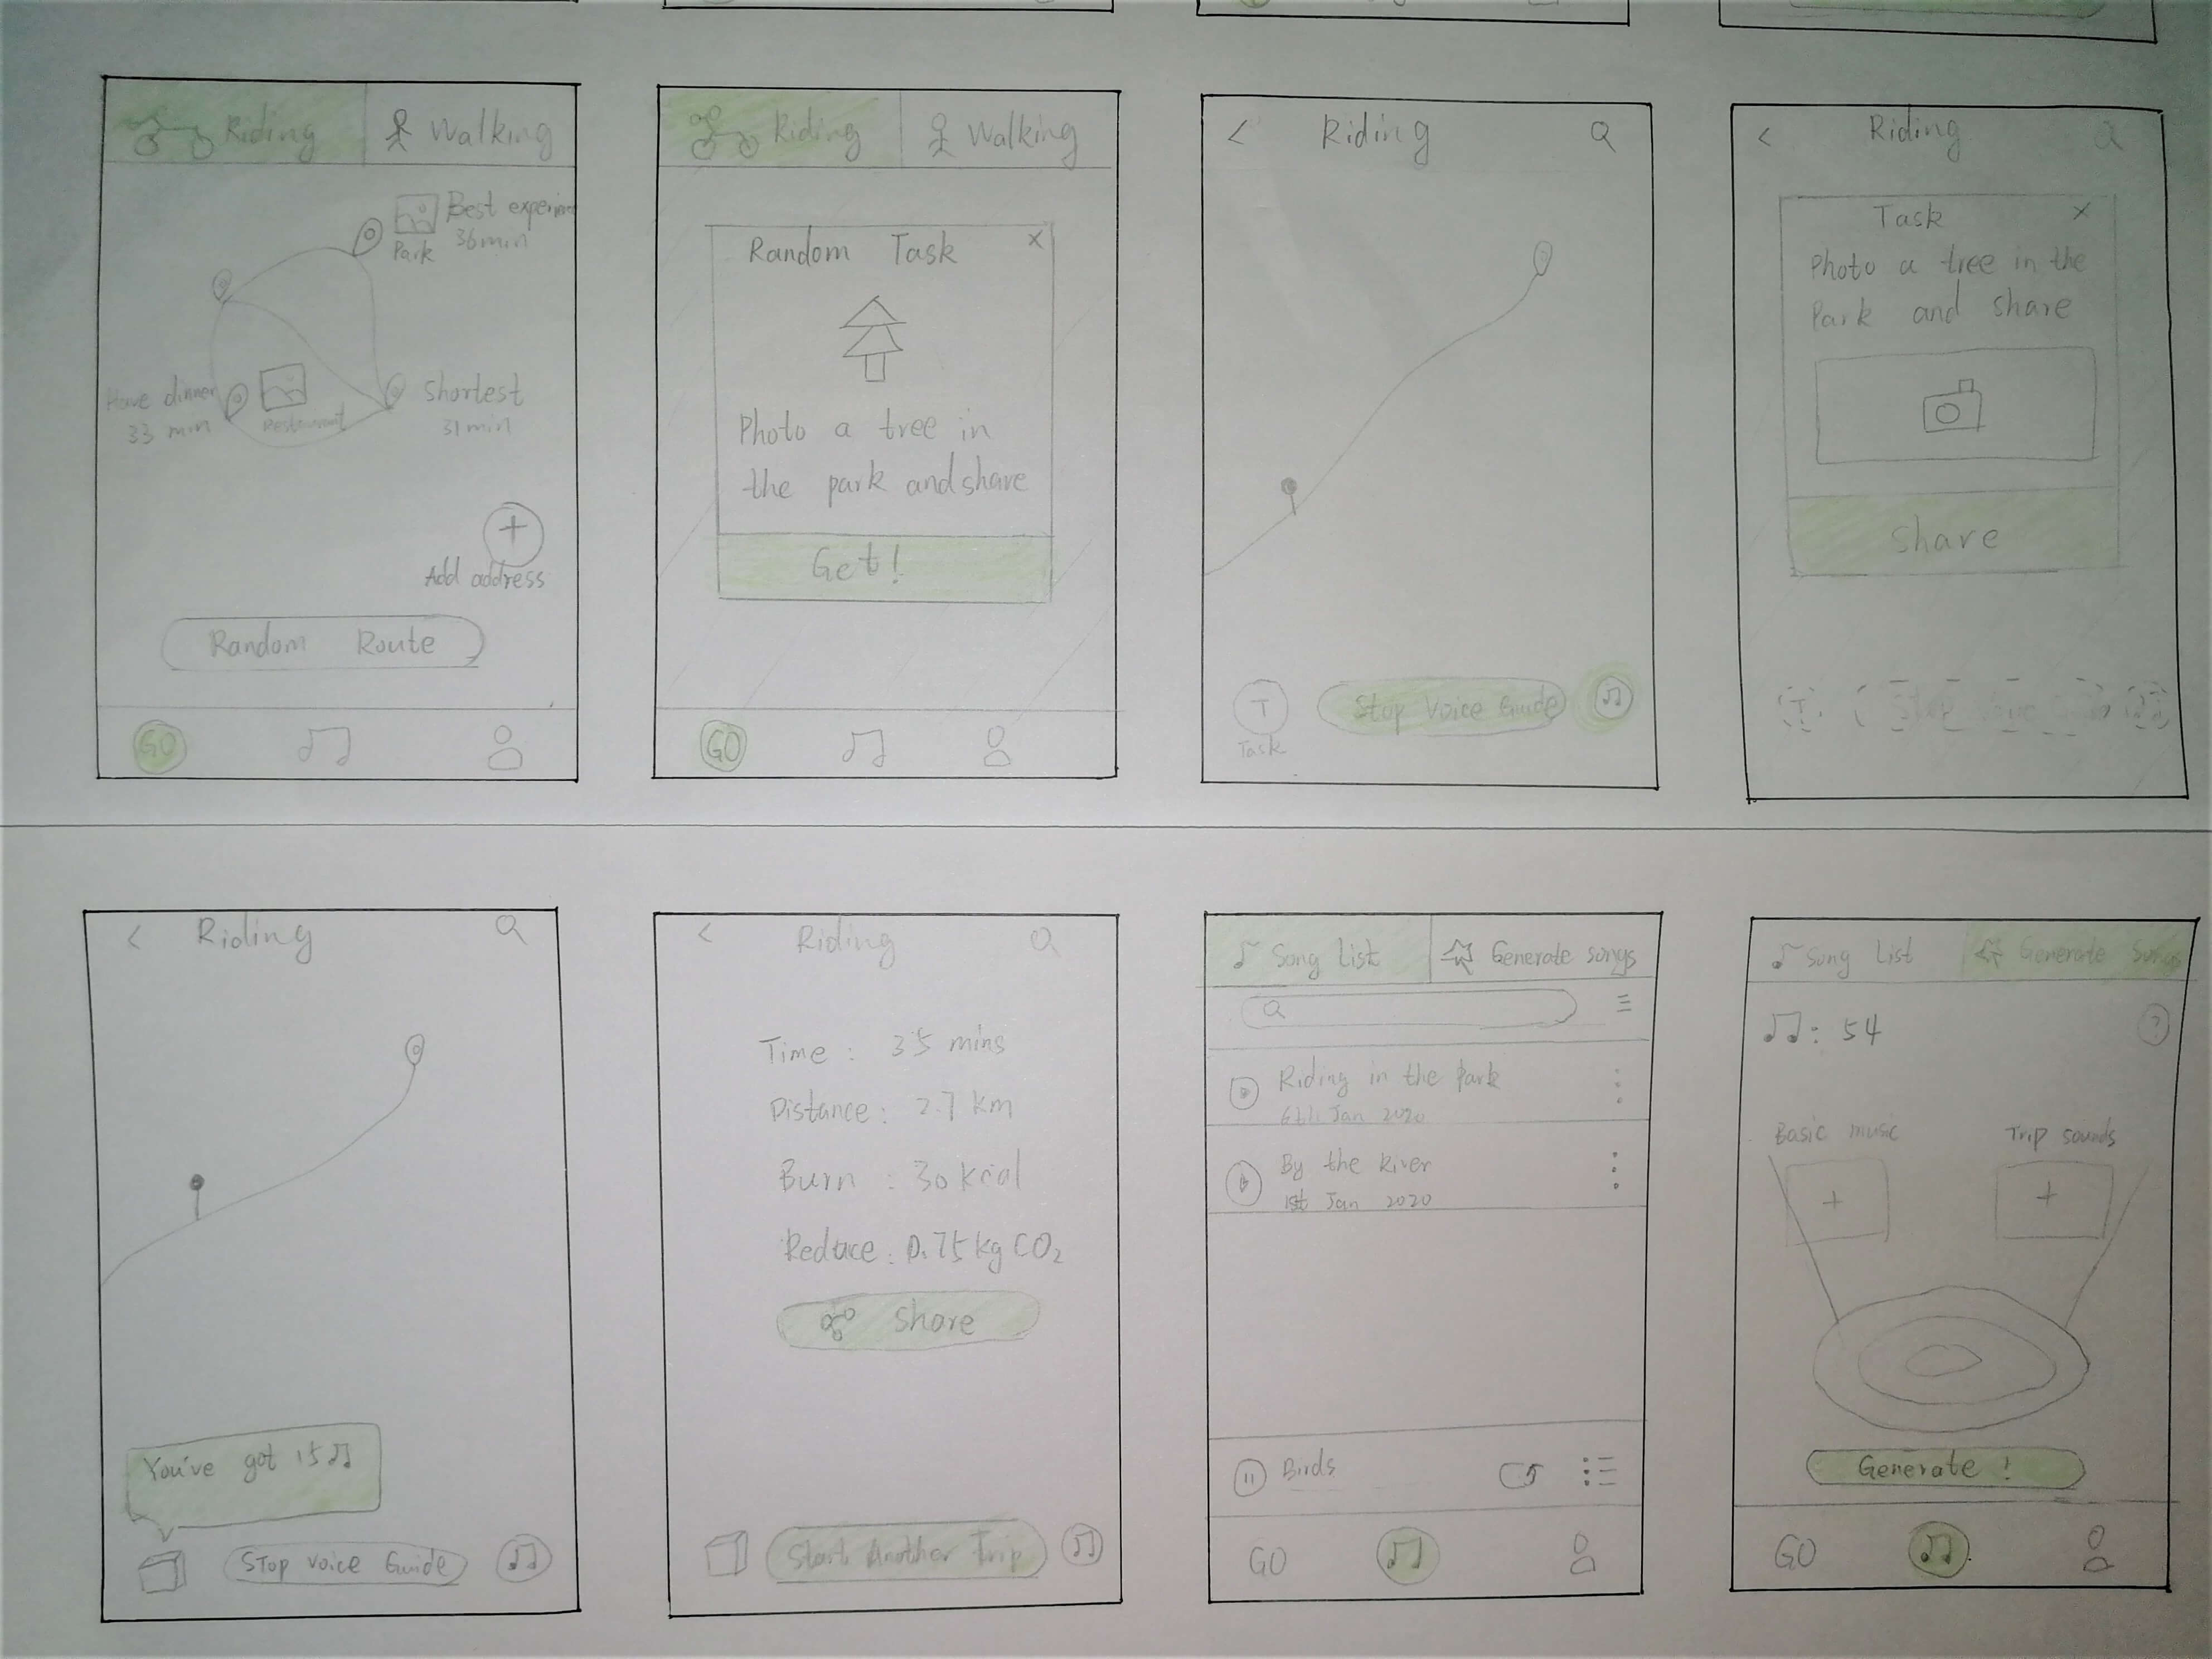 Riding
Walking
Best experien
36min
Park
Have dinner
33 min
Restaurant
Shortest
31min
+
Add address
Random Route
GO
Riding
Walking
Random Task
X
Photo a tree in
the park and share
Get!
GO
< Riding
T
Task
Stop Voice Guide
< Riding
Task
X
Photo a tree in the
Park and share
Share
T
< Riding
You've got 15
Stop Voice Guide
< Riding
Time : 35 mins
Distance: 2.7 km
Burn : 30 kcal
Reduce: 0.75kg CO2
Share
Start Another Trip
Song List
Generate songs
Riding in the Park
6th Jan 2020
By the River
1st Jan 2020
Birds
GO
Song List
Generate Songs
: 54
?
Basic music
Trip sounds
+
+
Generate !
GO